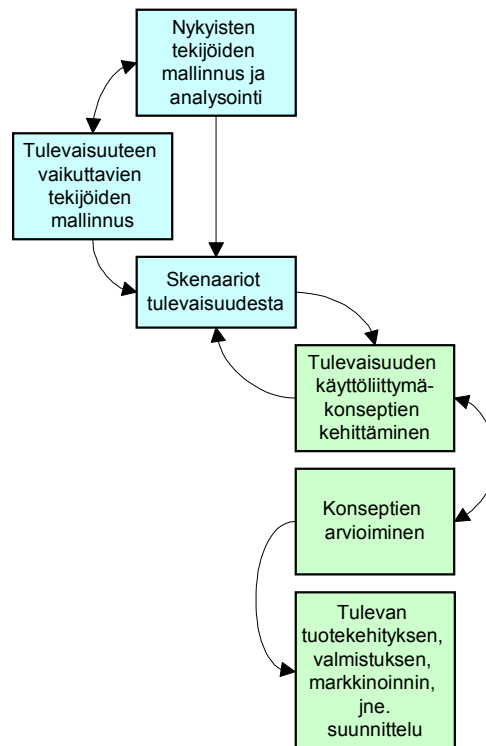 Nykyisten
tekijöiden
mallinnus ja
analysointi
Tulevaisuuteen
vaikuttavien
tekijöiden
mallinnus
Skenaariot
tulevaisuudesta
Tulevaisuuden
käyttöliittymä-
konseptien
kehittäminen
Konseptien
arvioiminen
Tulevan
tuotekehityksen,
valmistuksen,
markkinoinnin,
jne.
suunnittelu